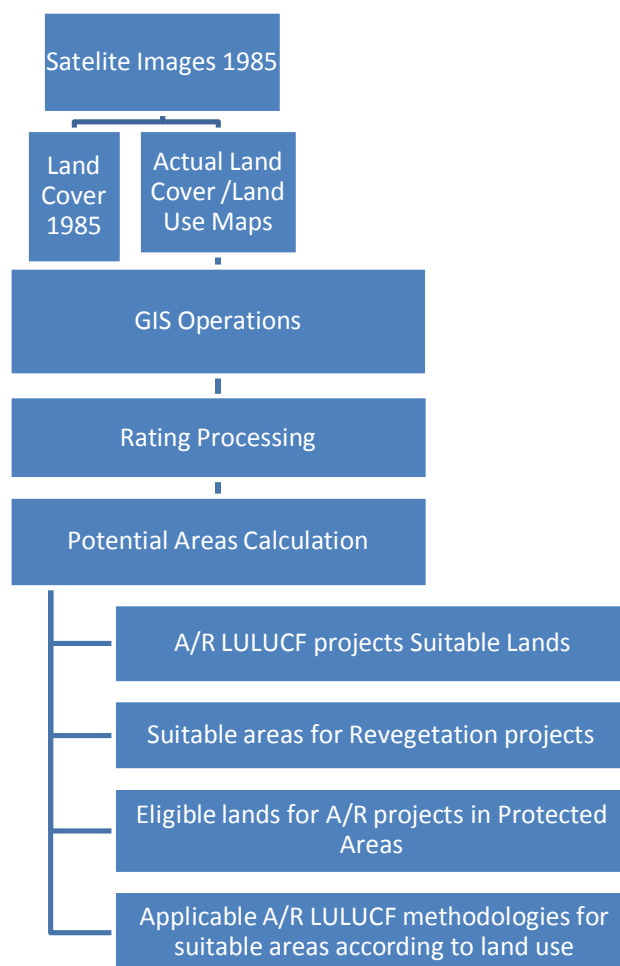 Satelite Images 1985
Land
Cover
1985
Actual Land
Cover /Land
Use Maps
GIS Operations
Rating Processing
Potential Areas Calculation
A/R LULUCF projects Suitable Lands
Suitable areas for Revegetation projects
Eligible lands for A/R projects in Protected
Areas
Applicable A/R LULUCF methodologies for
suitable areas according to land use